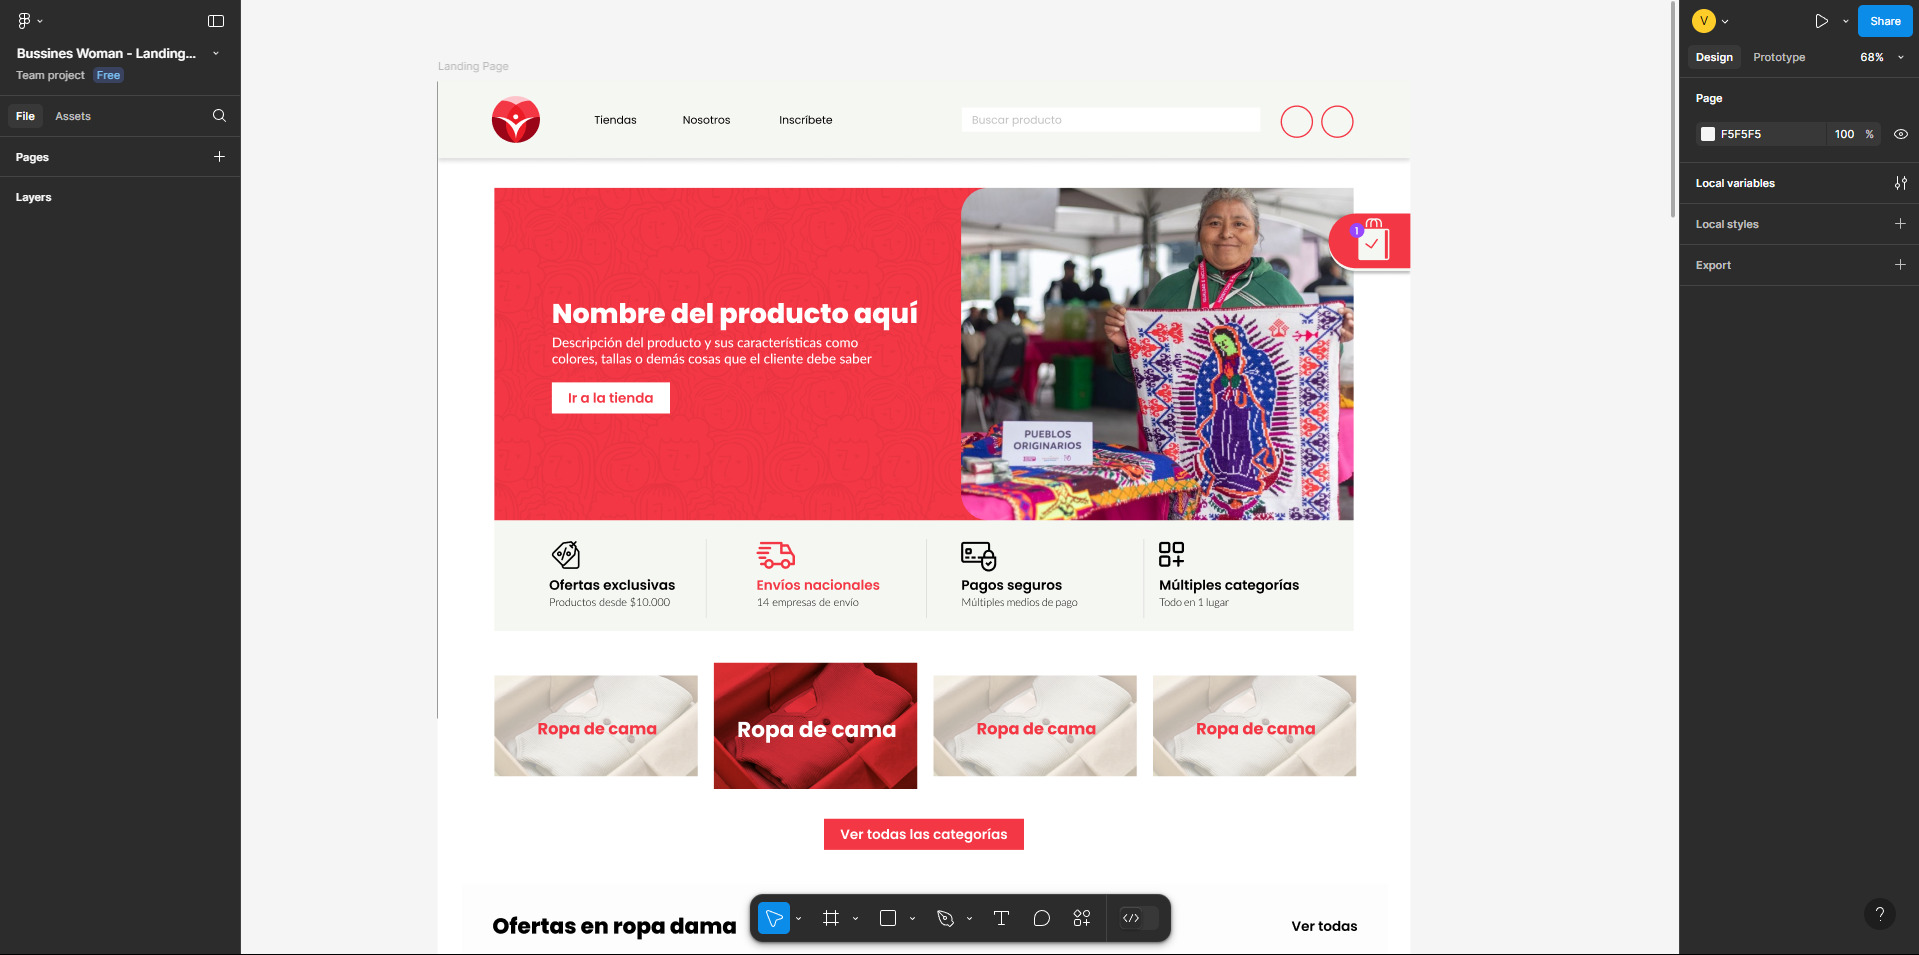 Bussines Woman - Landing...
Team project Free
File Assets
Pages
Layers
Landing Page
Tiendas Nosotros Inscríbete
Buscar producto
1
Nombre del producto aquí
Descripción del producto y sus características como
colores, tallas o demás cosas que el cliente debe saber
Ir a la tienda
PUEBLOS
ORIGINARIOS
Ofertas exclusivas
Productos desde $10.000
Envíos nacionales
14 empresas de envío
Pagos seguros
Múltiples medios de pago
Múltiples categorías
Todo en 1 lugar
Ropa de cama
Ropa de cama
Ropa de cama
Ropa de cama
Ver todas las categorías
Ofertas en ropa dama
Ver todas
V
Share
Design Prototype 68%
Page
F5F5F5 100 %
Local variables
Local styles
Export
?